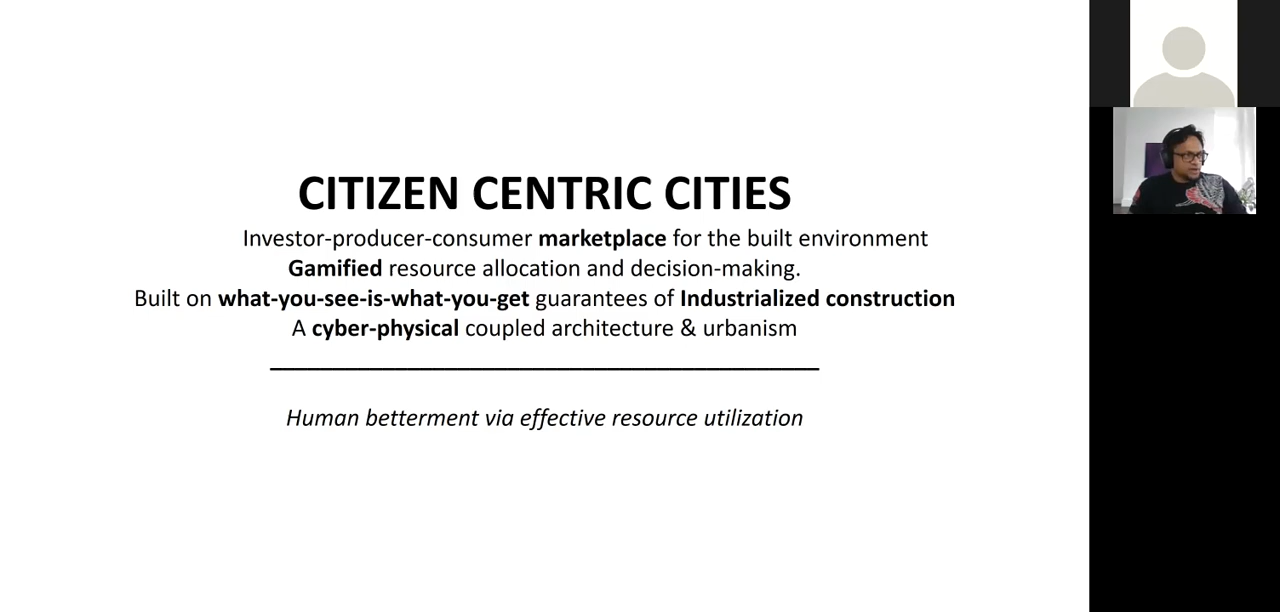 CITIZEN CENTRIC CITIES
Investor-producer-consumer marketplace for the built environment
Gamified resource allocation and decision-making.
Built on what-you-see-is-what-you-get guarantees of Industrialized construction
A cyber-physical coupled architecture & urbanism
Human betterment via effective resource utilization